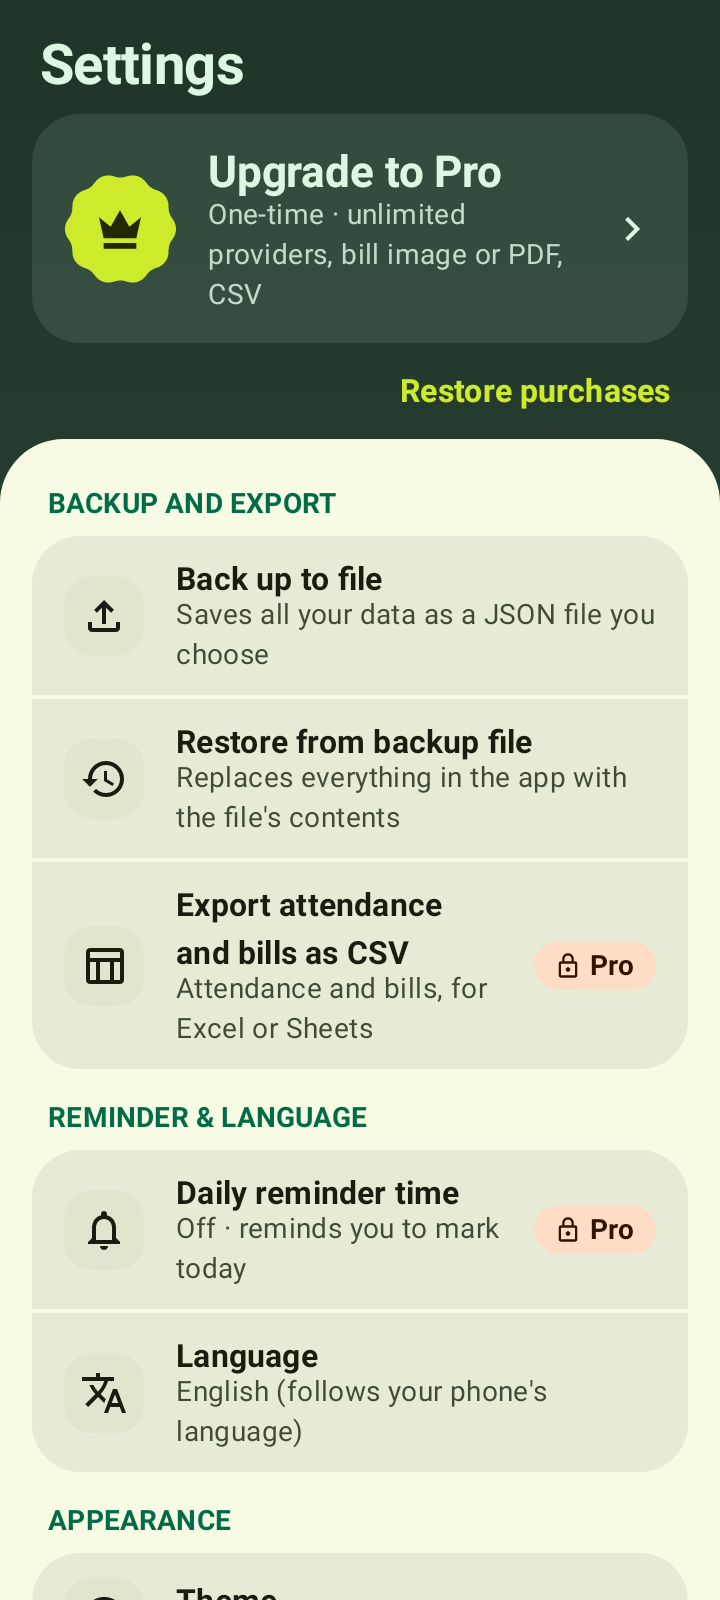 Settings
Upgrade to Pro
One-time · unlimited
providers, bill image or PDF,
CSV
Restore purchases
BACKUP AND EXPORT
Back up to file
Saves all your data as a JSON file you
choose
Restore from backup file
Replaces everything in the app with
the file's contents
Export attendance
and bills as CSV
Attendance and bills, for
Excel or Sheets
Pro
REMINDER & LANGUAGE
Daily reminder time
Off · reminds you to mark
today
Pro
Language
English (follows your phone's
language)
APPEARANCE
Theme